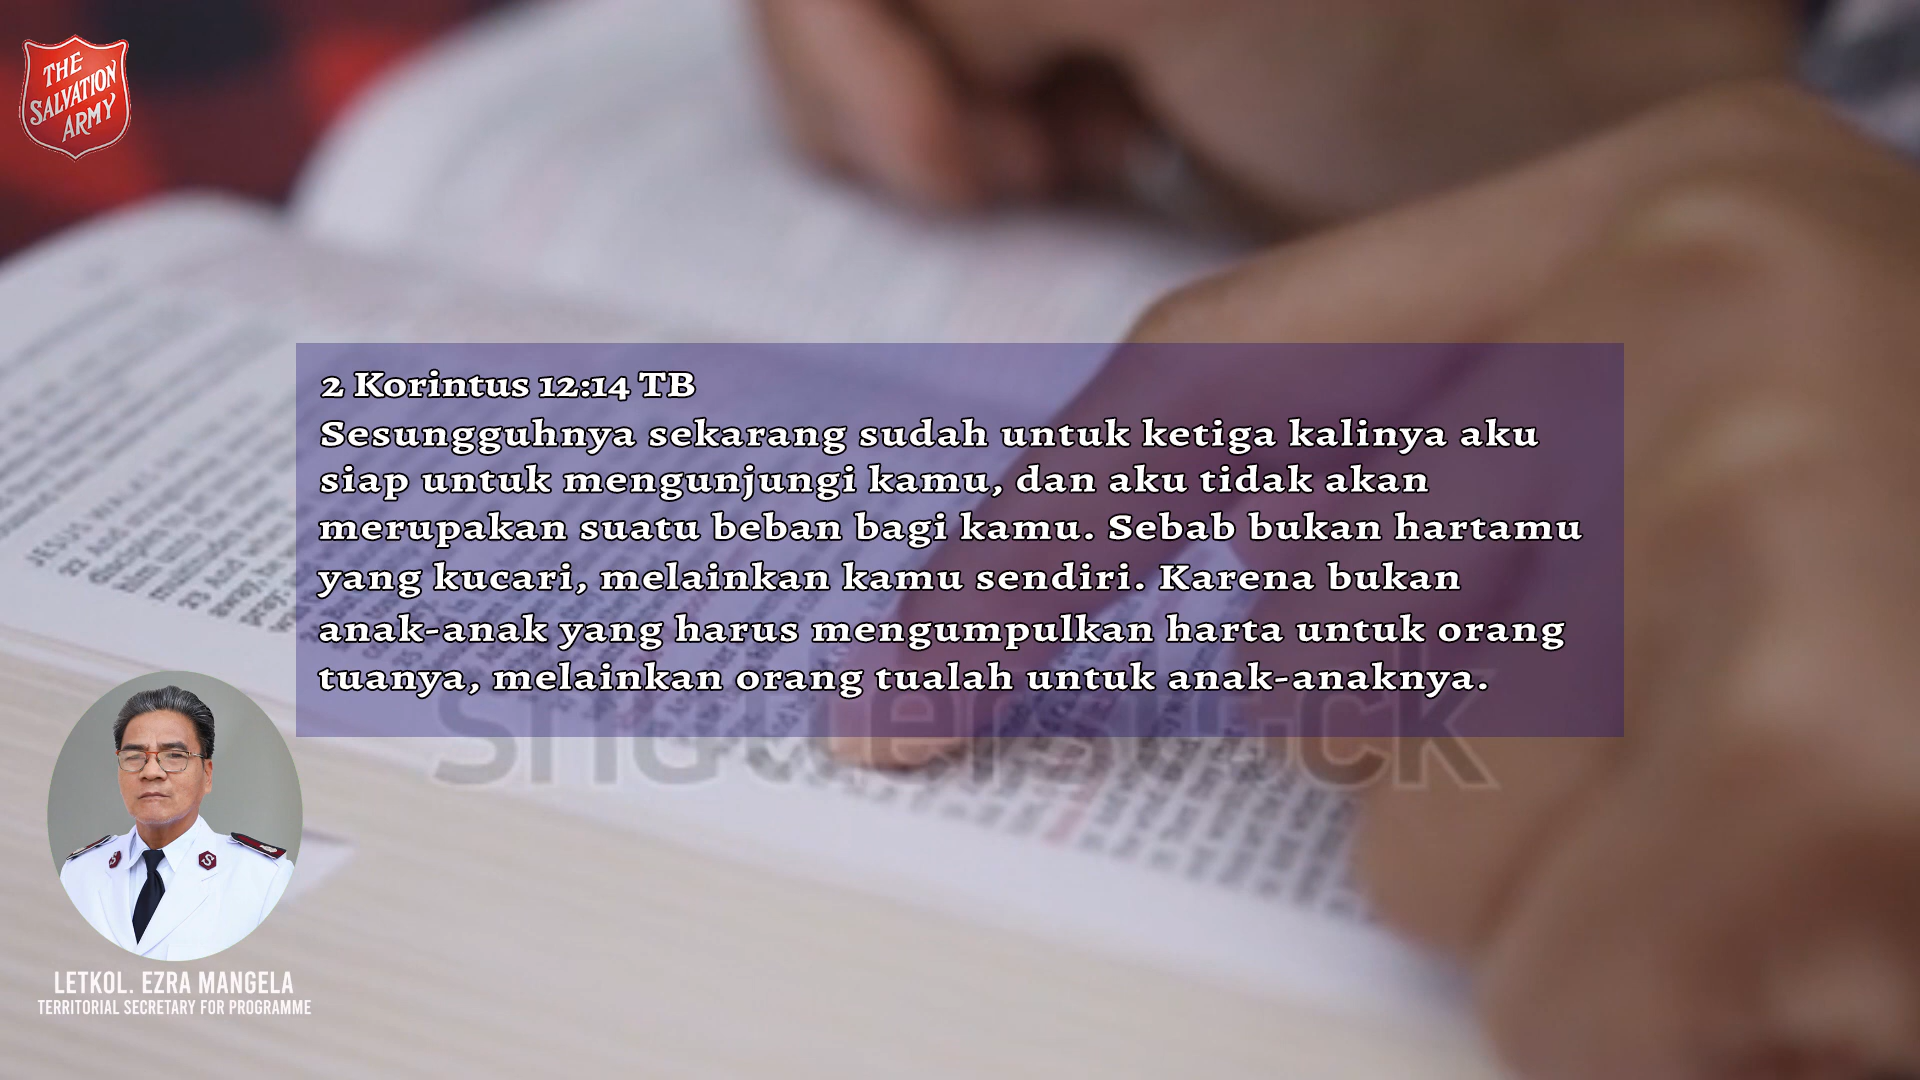 THE
SALVATION
ARMY
2 Korintus 12:14 TB
Sesungguhnya sekarang sudah untuk ketiga kalinya aku
siap untuk mengunjungi kamu, dan aku tidak akan
merupakan suatu beban bagi kamu. Sebab bukan hartamu
yang kucari, melainkan kamu sendiri. Karena bukan
anak-anak yang harus mengumpulkan harta untuk orang
tuanya, melainkan orang tualah untuk anak-anaknya.
shutterstock
LETKOL. EZRA MANGELA
TERRITORIAL SECRETARY FOR PROGRAMME